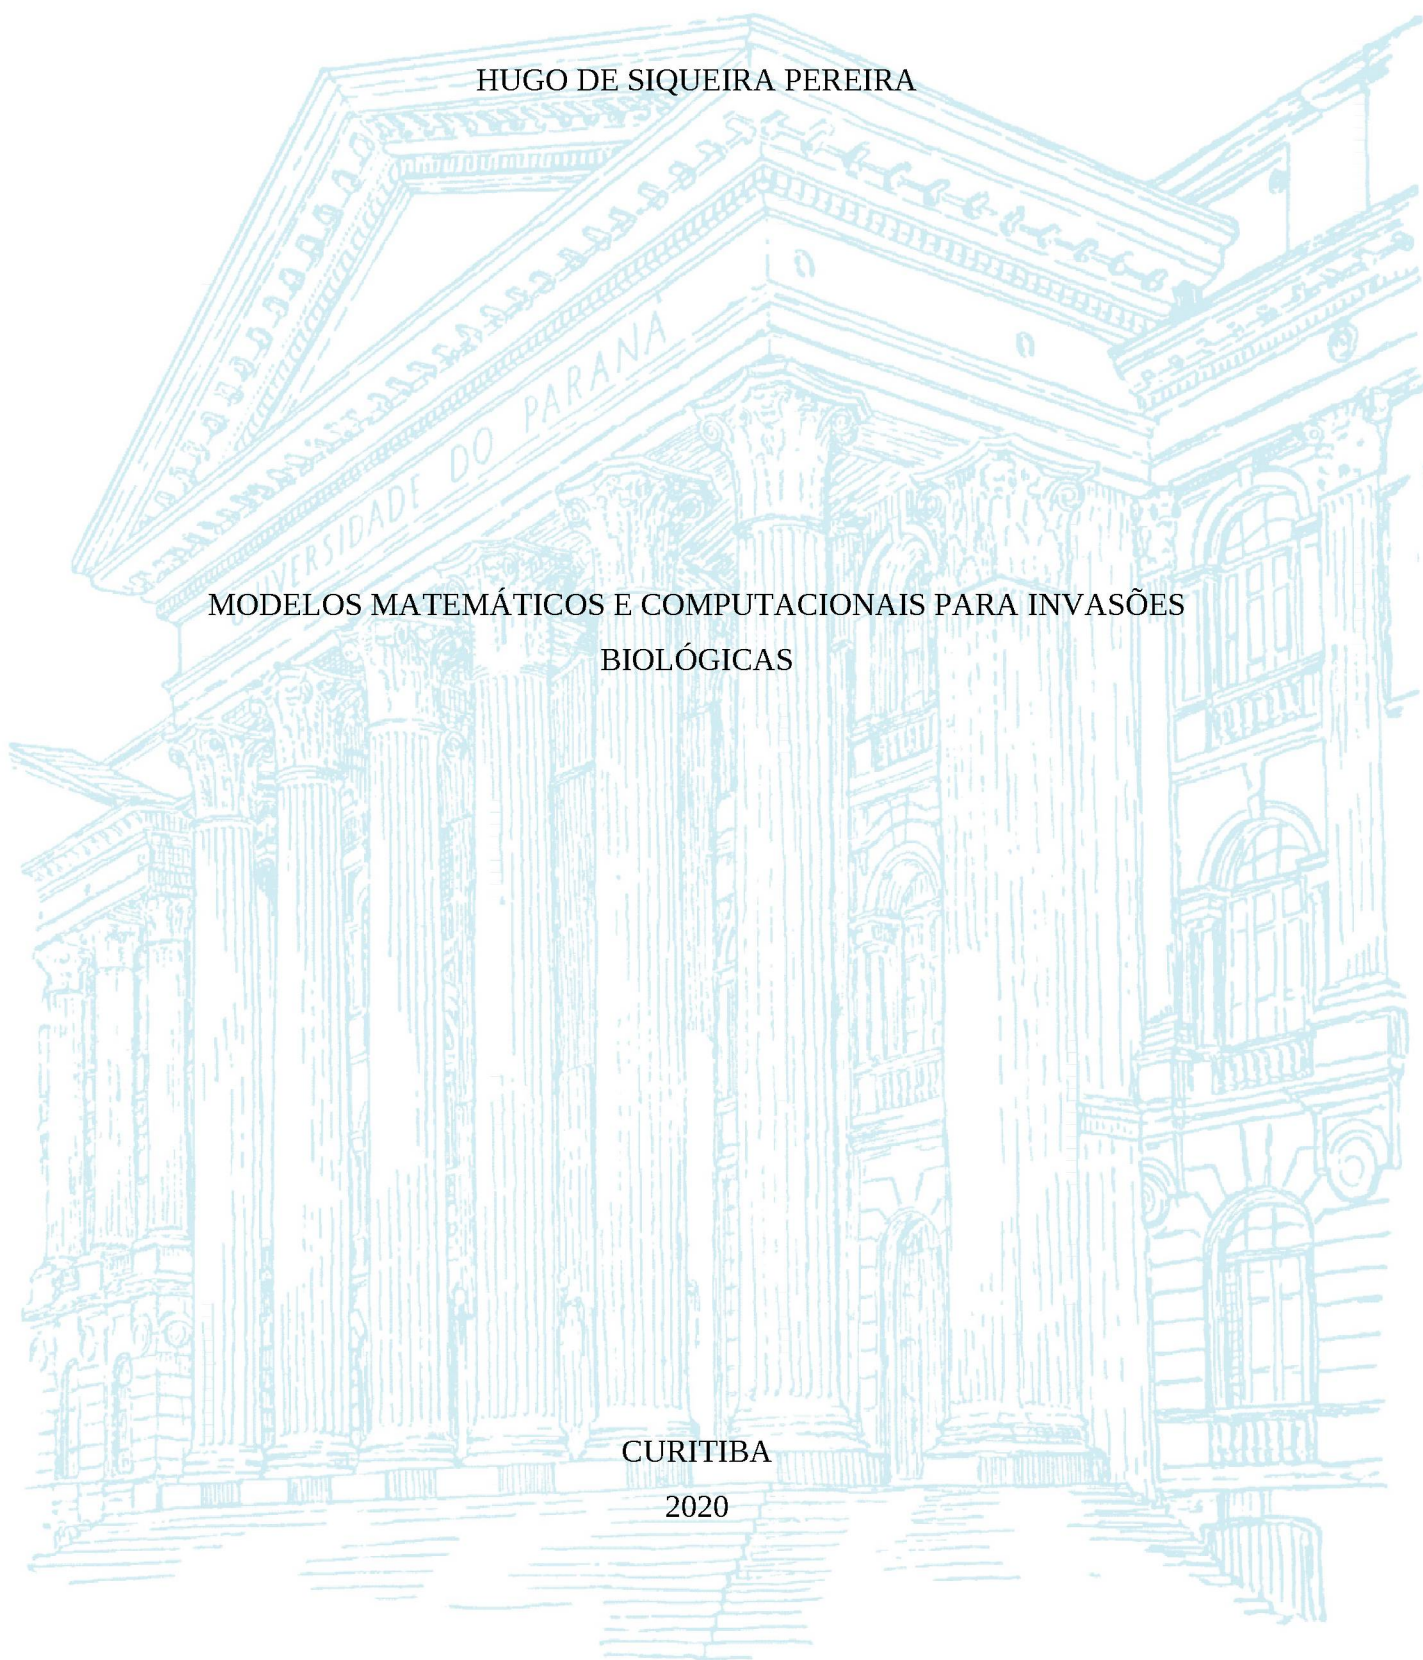 HUGO DE SIQUEIRA PEREIRA
UNIVERSIDADE DO PARANÁ
MODELOS MATEMÁTICOS E COMPUTACIONAIS PARA INVASÕES
BIOLÓGICAS
CURITIBA
2020